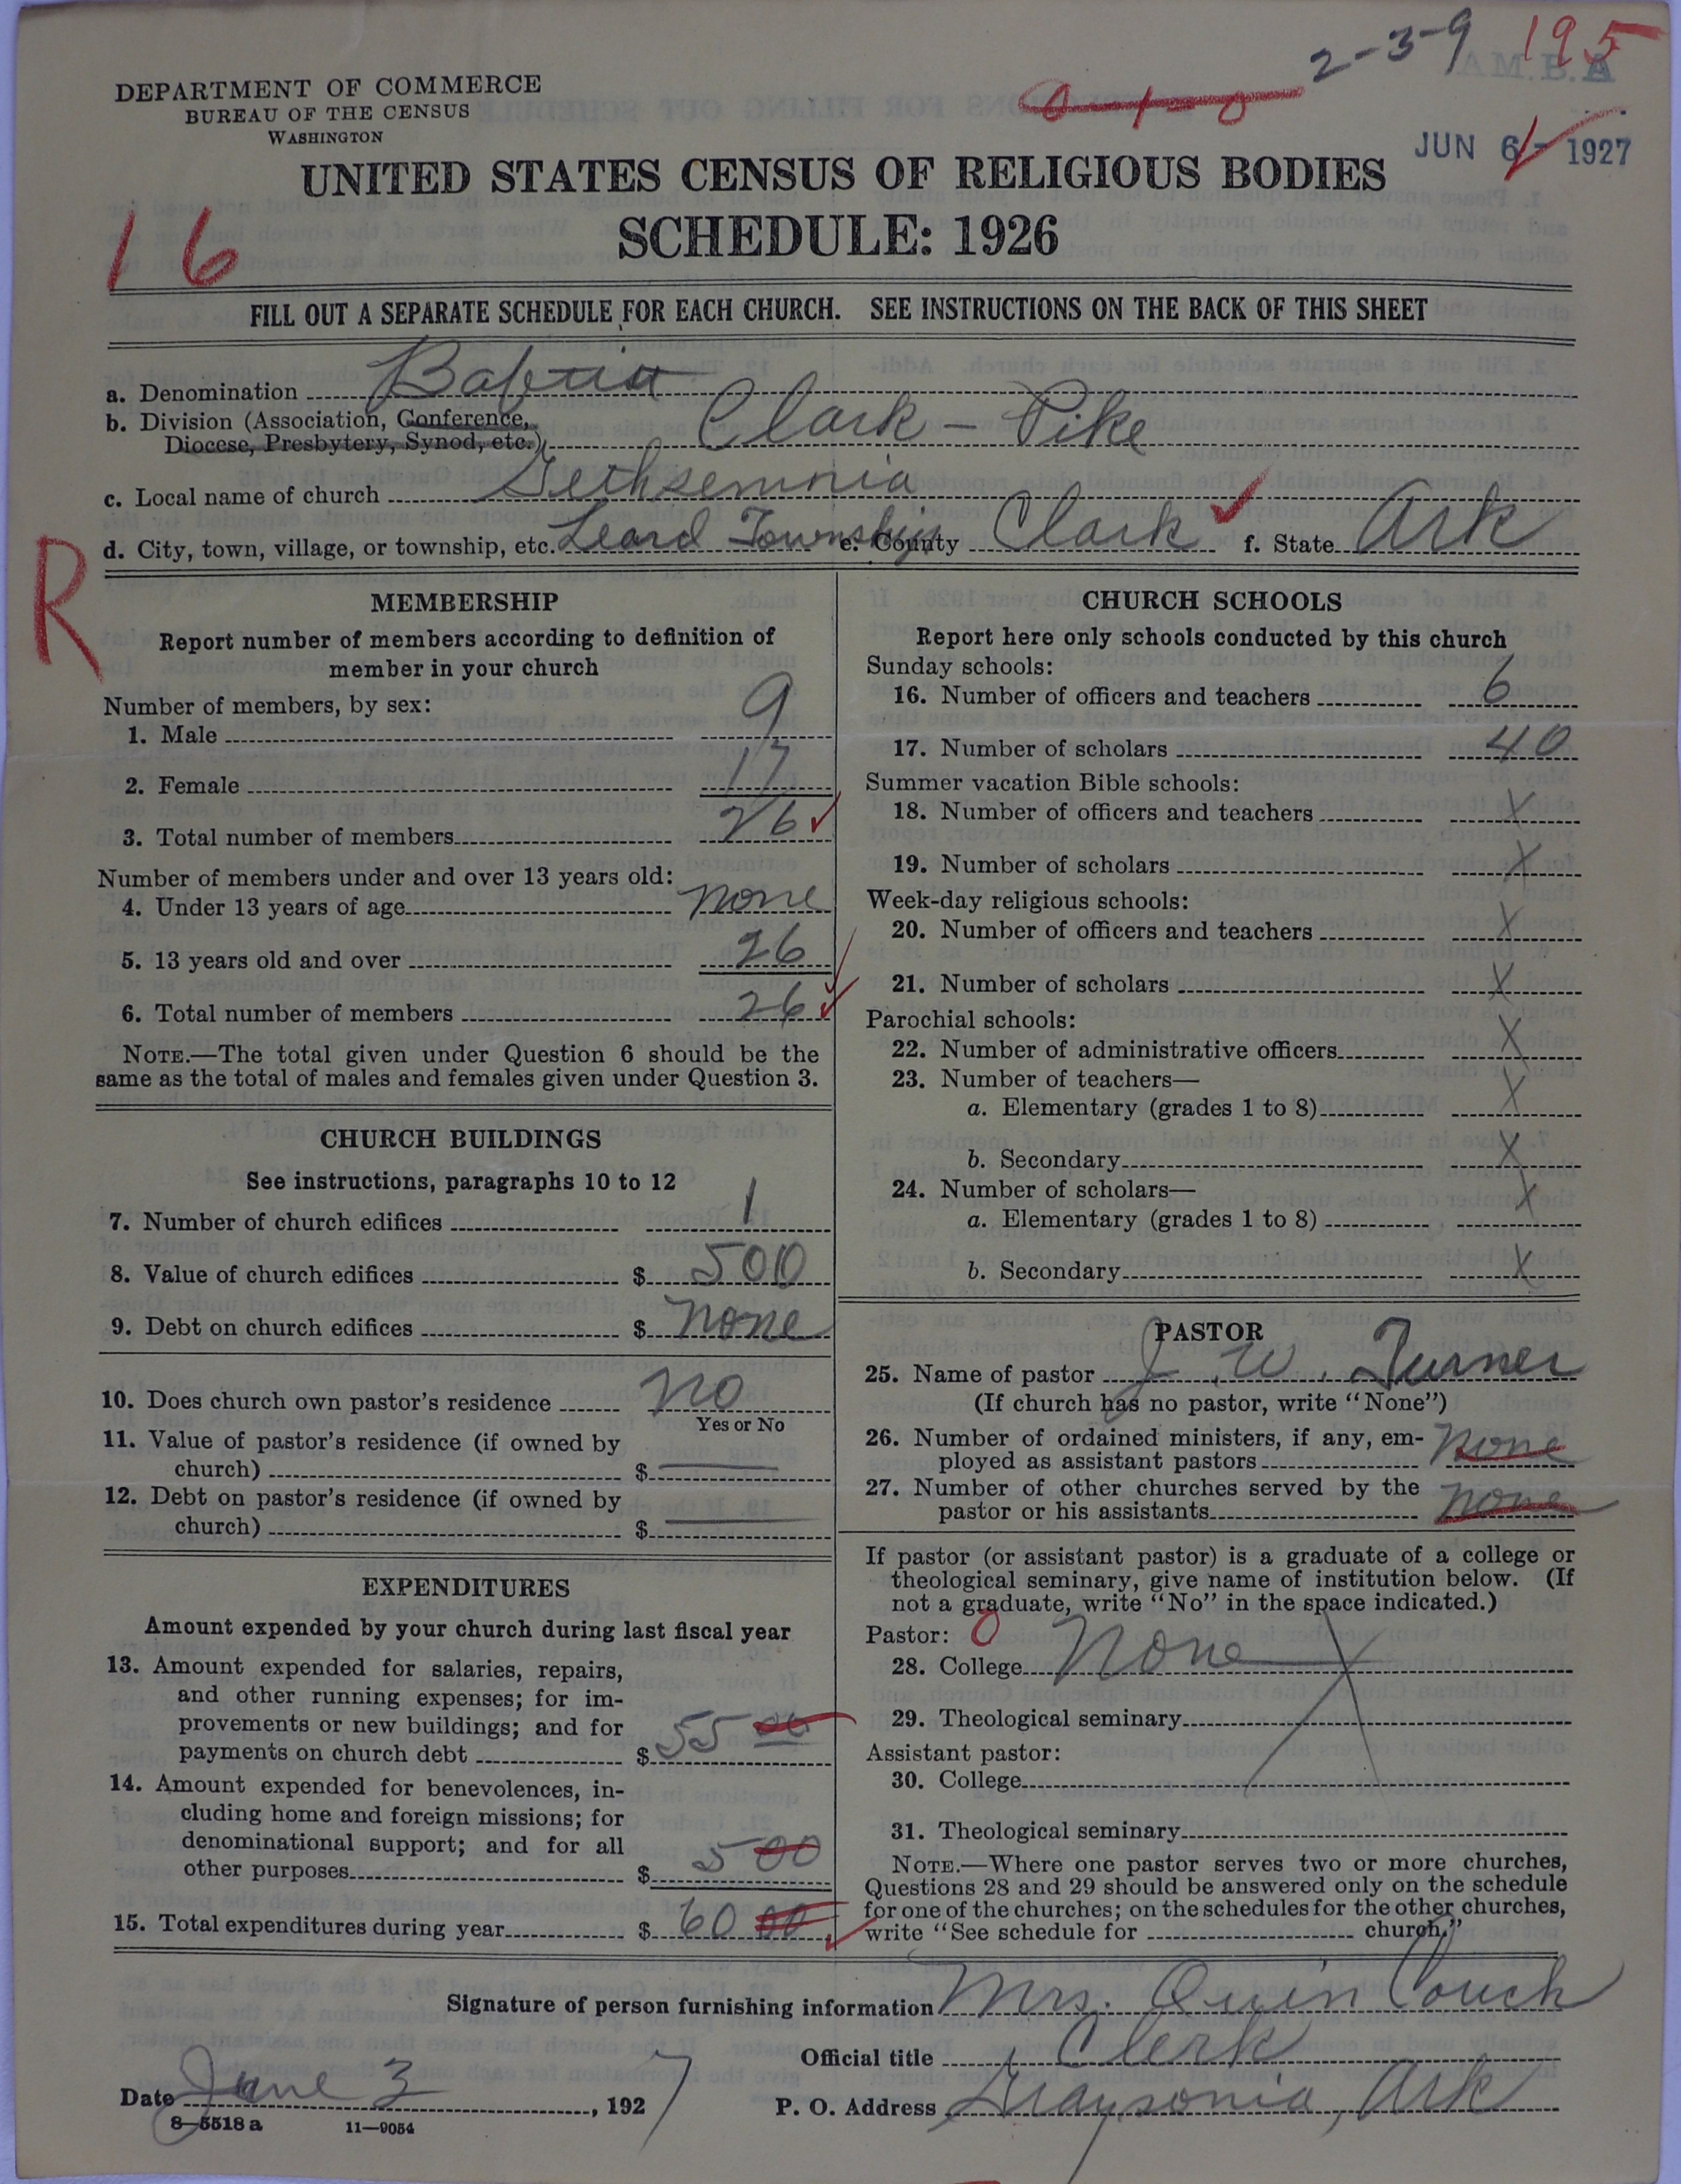 2-3-9 195
A.M.B.A
0-1-0
DEPARTMENT OF COMMERCE
BUREAU OF THE CENSUS
WASHINGTON
JUN 6 - 1927
UNITED STATES CENSUS OF RELIGIOUS BODIES
SCHEDULE: 1926
16
FILL OUT A SEPARATE SCHEDULE FOR EACH CHURCH. SEE INSTRUCTIONS ON THE BACK OF THIS SHEET
a. Denomination Baptist
b. Division (Association, Conference,
Diocese, Presbytery, Synod, etc.) Clark - Pike
c. Local name of church Gethsemonia
d. City, town, village, or township, etc. Leard Township e. County Clark f. State Ark
R
MEMBERSHIP
Report number of members according to definition of
member in your church
Number of members, by sex:
1. Male 9
2. Female 17
3. Total number of members 26
Number of members under and over 13 years old:
4. Under 13 years of age none
5. 13 years old and over 26
6. Total number of members 26
NOTE.—The total given under Question 6 should be the
same as the total of males and females given under Question 3.
CHURCH BUILDINGS
See instructions, paragraphs 10 to 12
7. Number of church edifices 1
8. Value of church edifices $ 500
9. Debt on church edifices $ none
10. Does church own pastor's residence no
Yes or No
11. Value of pastor's residence (if owned by
church) $
12. Debt on pastor's residence (if owned by
church) $
EXPENDITURES
Amount expended by your church during last fiscal year
13. Amount expended for salaries, repairs,
and other running expenses; for im-
provements or new buildings; and for
payments on church debt $ 55 00
14. Amount expended for benevolences, in-
cluding home and foreign missions; for
denominational support; and for all
other purposes $ 5 00
15. Total expenditures during year $ 60 00
CHURCH SCHOOLS
Report here only schools conducted by this church
Sunday schools:
16. Number of officers and teachers 6
17. Number of scholars 40
Summer vacation Bible schools:
18. Number of officers and teachers X
19. Number of scholars X
Week-day religious schools:
20. Number of officers and teachers X
21. Number of scholars X
Parochial schools:
22. Number of administrative officers X
23. Number of teachers—
a. Elementary (grades 1 to 8) X
b. Secondary X
24. Number of scholars—
a. Elementary (grades 1 to 8) X
b. Secondary X
PASTOR
25. Name of pastor J. W. Turner
(If church has no pastor, write "None")
26. Number of ordained ministers, if any, em-
ployed as assistant pastors none
27. Number of other churches served by the
pastor or his assistants none
If pastor (or assistant pastor) is a graduate of a college or
theological seminary, give name of institution below. (If
not a graduate, write "No" in the space indicated.)
Pastor: 0
28. College None
29. Theological seminary
Assistant pastor:
30. College
31. Theological seminary
NOTE.—Where one pastor serves two or more churches,
Questions 28 and 29 should be answered only on the schedule
for one of the churches; on the schedules for the other churches,
write "See schedule for church."
Signature of person furnishing information Mrs. Quin Couch
Official title Clerk
Date June 3, 1927 P. O. Address Graysonia, Ark
8-5518a 11-9054